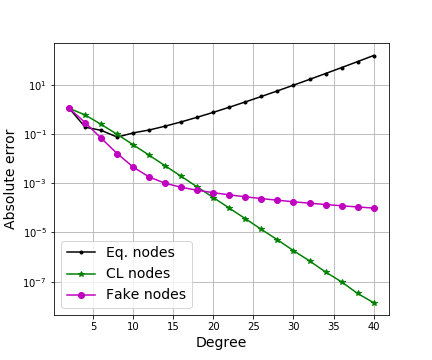 Absolute error
10¹
10⁻¹
10⁻³
10⁻⁵
10⁻⁷
Eq. nodes
CL nodes
Fake nodes
5 10 15 20 25 30 35 40
Degree